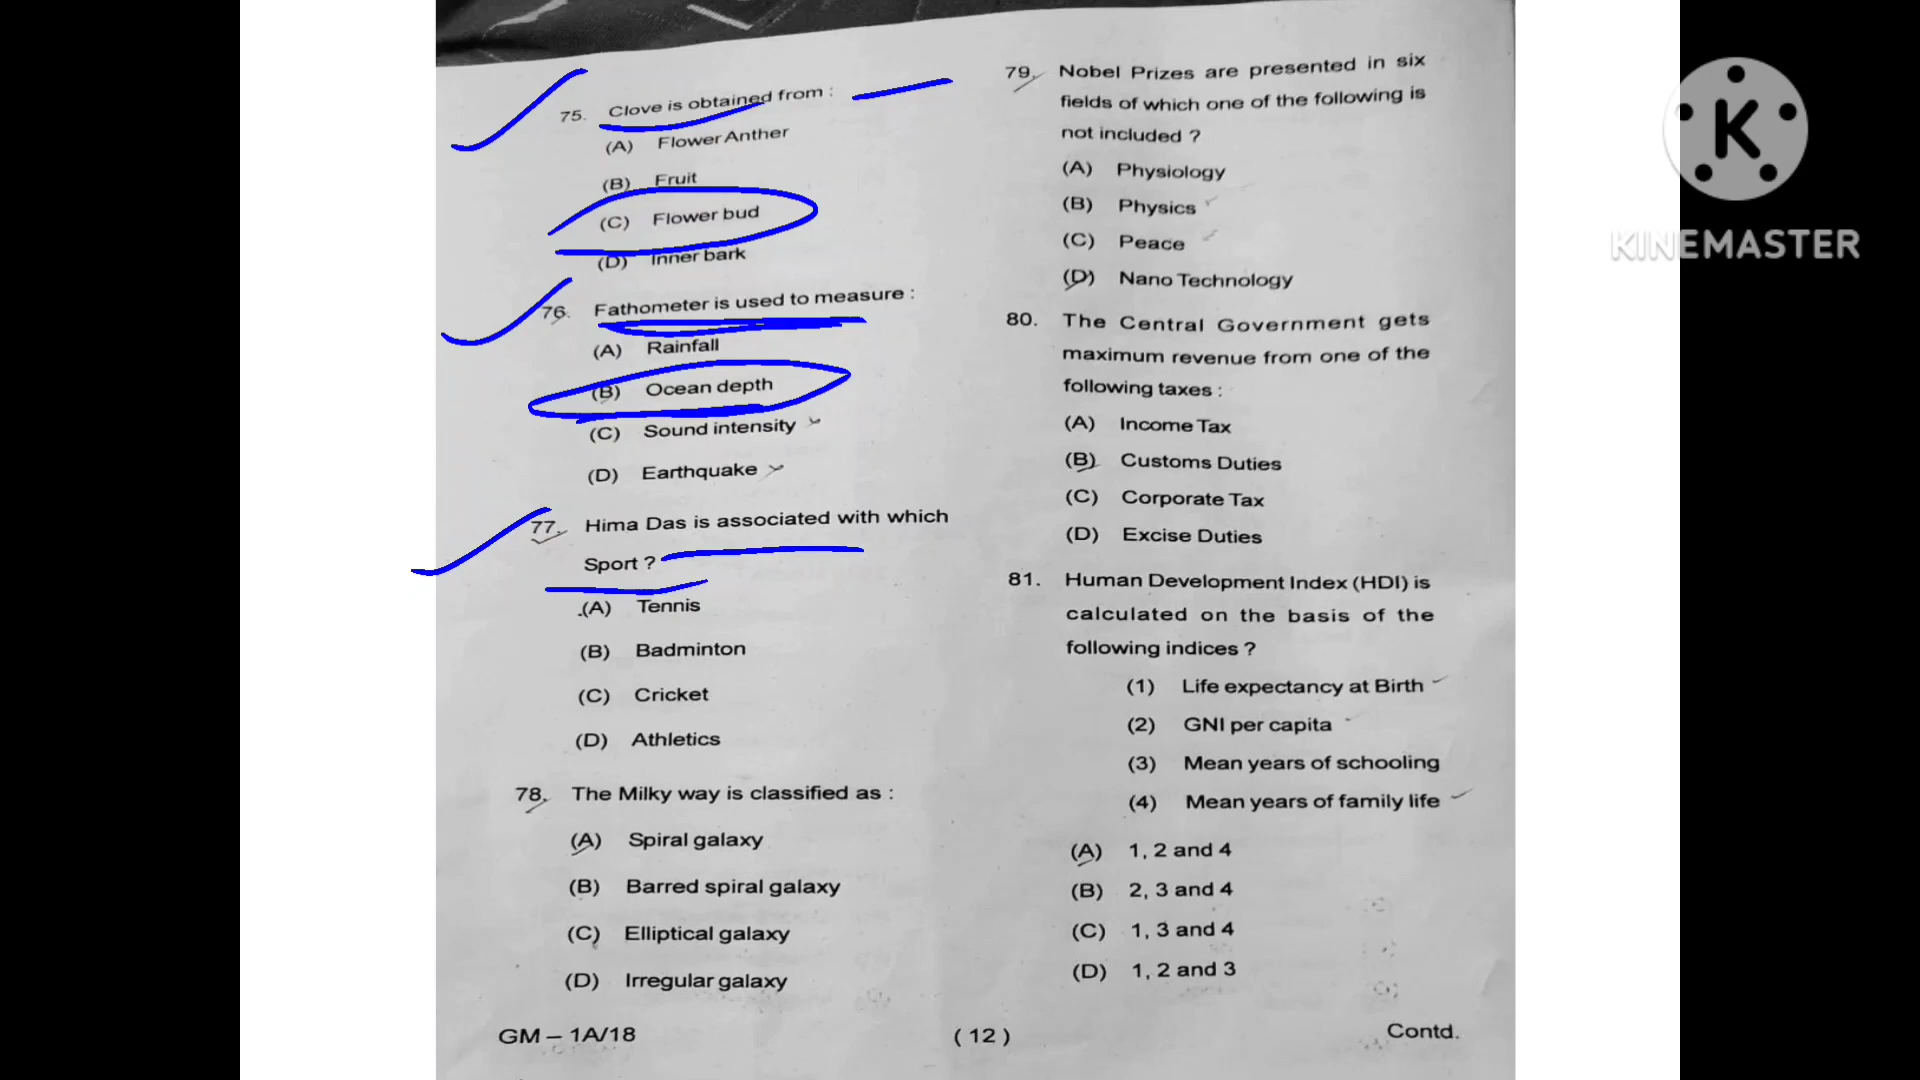 75. Clove is obtained from :
(A) Flower Anther
(B) Fruit
(C) Flower bud
(D) Inner bark
76. Fathometer is used to measure :
(A) Rainfall
(B) Ocean depth
(C) Sound intensity
(D) Earthquake
77. Hima Das is associated with which
Sport ?
(A) Tennis
(B) Badminton
(C) Cricket
(D) Athletics
78. The Milky way is classified as :
(A) Spiral galaxy
(B) Barred spiral galaxy
(C) Elliptical galaxy
(D) Irregular galaxy
79. Nobel Prizes are presented in six
fields of which one of the following is
not included ?
(A) Physiology
(B) Physics
(C) Peace
(D) Nano Technology
80. The Central Government gets
maximum revenue from one of the
following taxes :
(A) Income Tax
(B) Customs Duties
(C) Corporate Tax
(D) Excise Duties
81. Human Development Index (HDI) is
calculated on the basis of the
following indices ?
(1) Life expectancy at Birth
(2) GNI per capita
(3) Mean years of schooling
(4) Mean years of family life
(A) 1, 2 and 4
(B) 2, 3 and 4
(C) 1, 3 and 4
(D) 1, 2 and 3
GM – 1A/18
( 12 )
Contd.
K
KINEMASTER